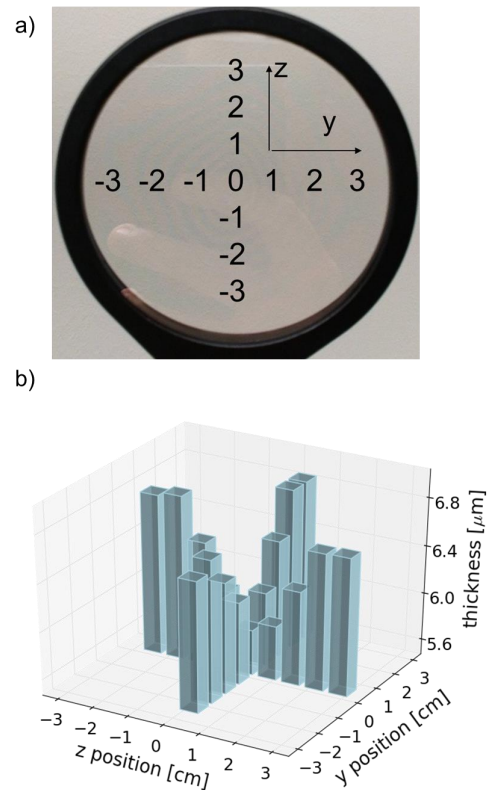 a)
3 z
2
1 y
-3 -2 -1 0 1 2 3
-1
-2
-3
b)
6.8
6.4
6.0
5.6
thickness [μm]
−3 −2 −1 0 1 2 3
z position [cm]
−3 −2 −1 0 1 2 3
y position [cm]